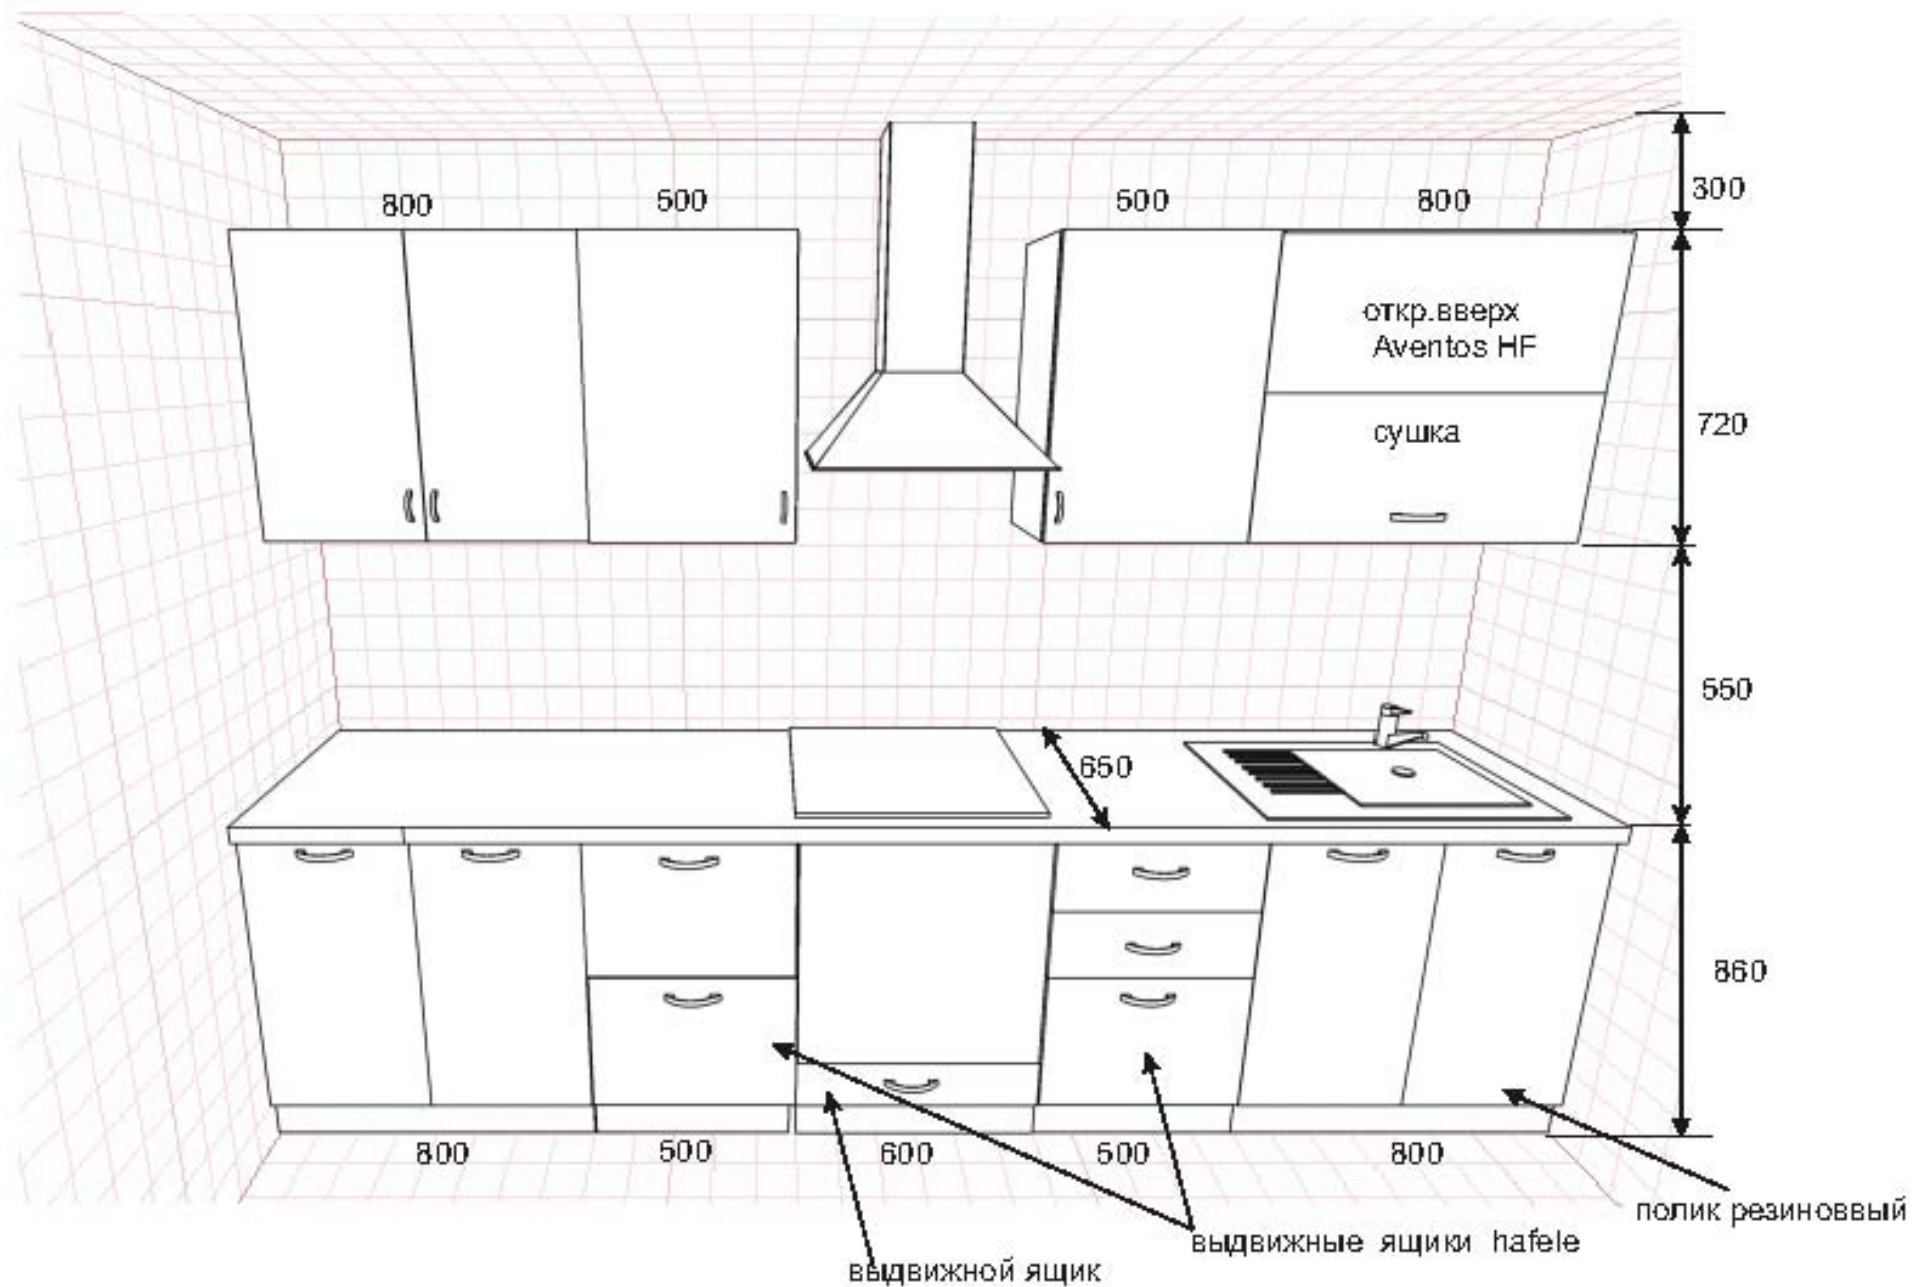 800 500 500 800 300
откр.вверх
Aventos HF
сушка
720
550
650
860
800 500 600 500 800
полик резиноввый
выдвижные ящики hafele
выдвижной ящик